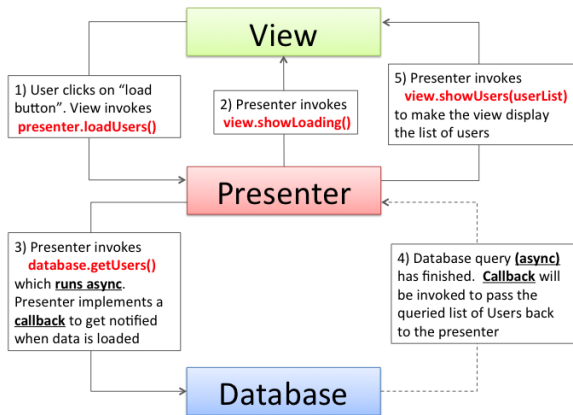 View
1) User clicks on “load
button”. View invokes
presenter.loadUsers()
2) Presenter invokes
view.showLoading()
5) Presenter invokes
view.showUsers(userList)
to make the view display
the list of users
Presenter
3) Presenter invokes
database.getUsers()
which runs async.
Presenter implements a
callback to get notified
when data is loaded
4) Database query (async)
has finished. Callback will
be invoked to pass the
queried list of Users back
to the presenter
Database